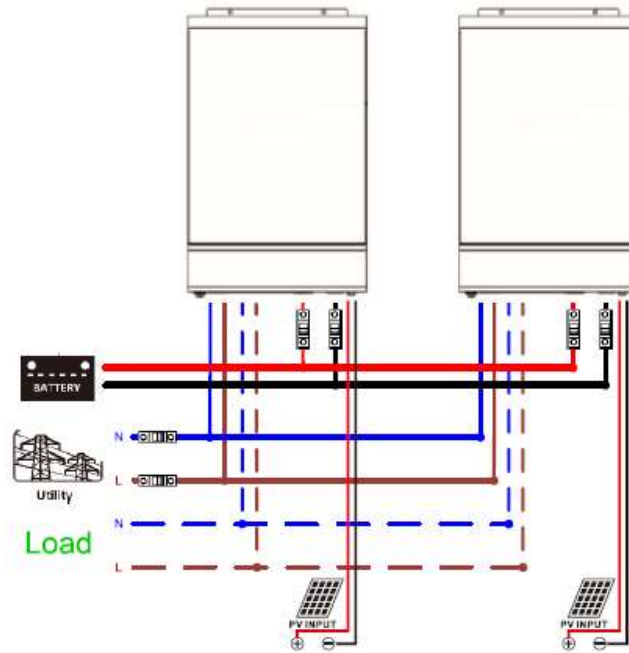 BATTERY
N
L
Utility
N
Load
L
PV INPUT
PV INPUT